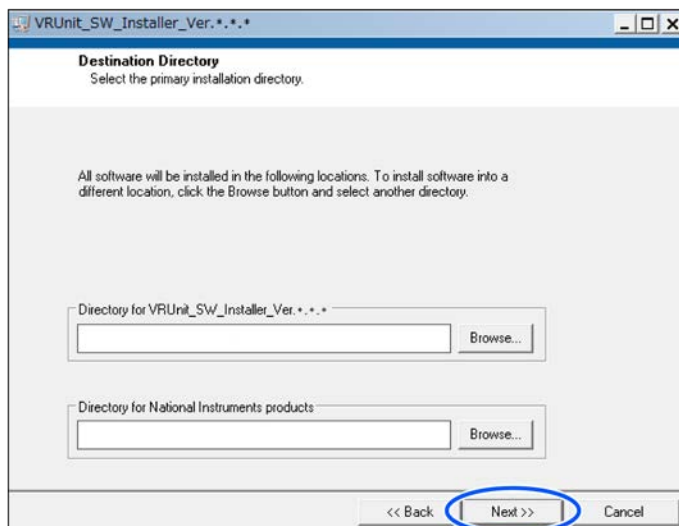 VRUnit_SW_Installer_Ver.*.*.*
Destination Directory
Select the primary installation directory.
All software will be installed in the following locations. To install software into a
different location, click the Browse button and select another directory.
Directory for VRUnit_SW_Installer_Ver.*.*.*
Browse...
Directory for National Instruments products
Browse...
<< Back
Next >>
Cancel